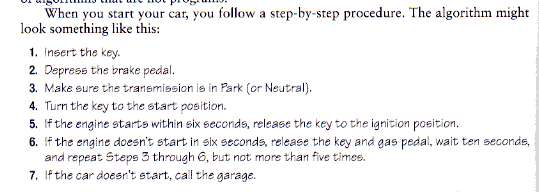 of algorithms that are not programs.
When you start your car, you follow a step-by-step procedure. The algorithm might
look something like this:
1. Insert the key.
2. Depress the brake pedal.
3. Make sure the transmission is in Park (or Neutral).
4. Turn the key to the start position.
5. If the engine starts within six seconds, release the key to the ignition position.
6. If the engine doesn't start in six seconds, release the key and gas pedal, wait ten seconds,
and repeat Steps 3 through 6, but not more than five times.
7. If the car doesn't start, call the garage.